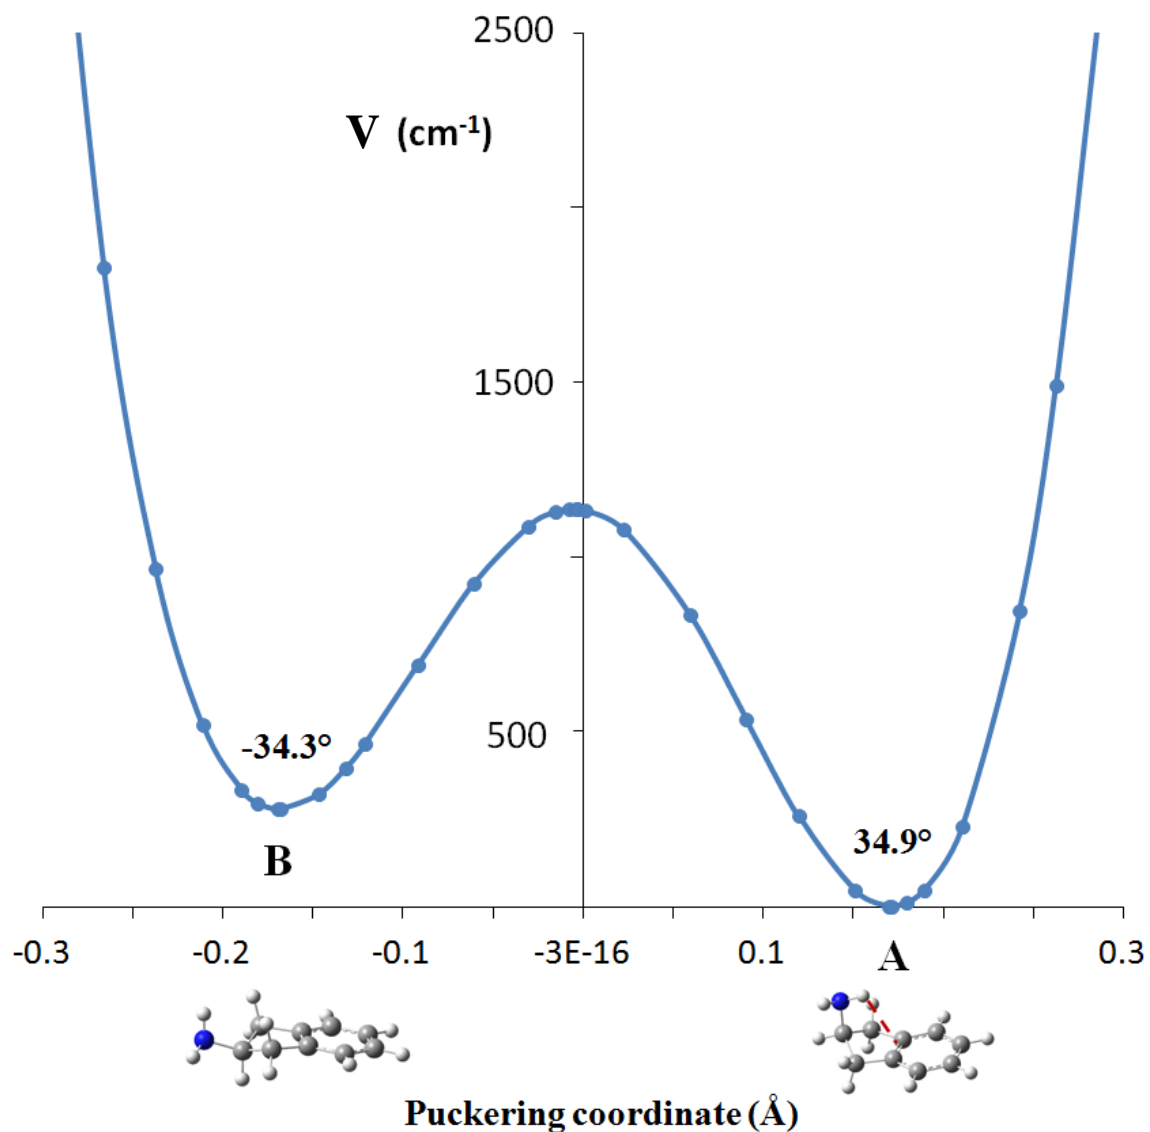 2500
V (cm-1)
1500
500
-34.3°
34.9°
B
-0.3
-0.2
-0.1
-3E-16
0.1
A
0.3
Puckering coordinate (Å)